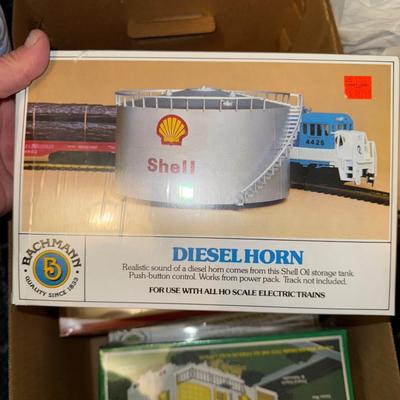 Shell
4425
BACHMANN
QUALITY SINCE 1833
DIESEL HORN
Realistic sound of a diesel horn comes from this Shell Oil storage tank.
Push-button control. Works from power pack. Track not included.
FOR USE WITH ALL HO SCALE ELECTRIC TRAINS